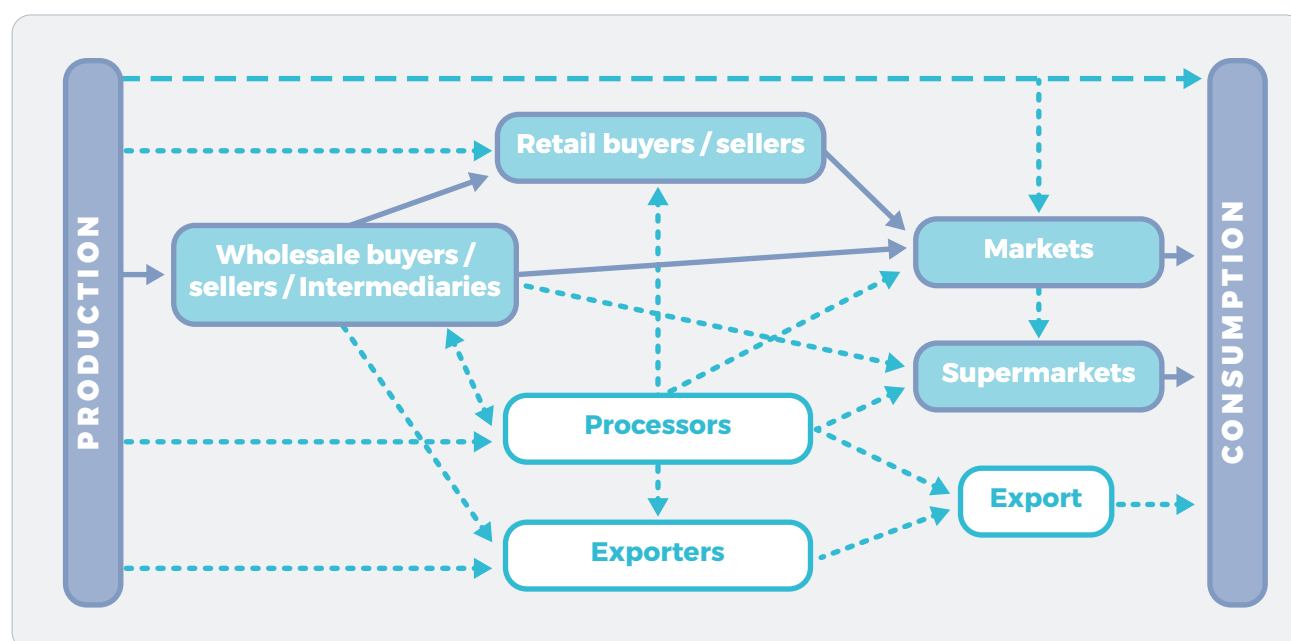 PRODUCTION
Retail buyers / sellers
Wholesale buyers /
sellers / Intermediaries
Markets
Supermarkets
Processors
Export
Exporters
CONSUMPTION